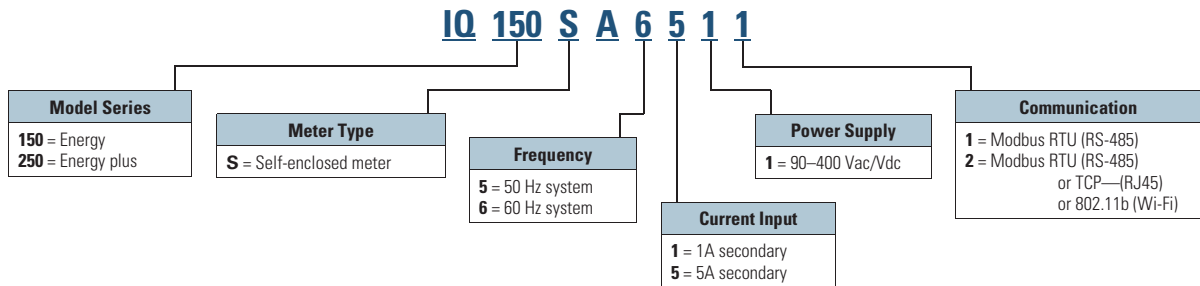 IQ 150 S A 6 5 1 1
Model Series
150 = Energy
250 = Energy plus
Meter Type
S = Self-enclosed meter
Frequency
5 = 50 Hz system
6 = 60 Hz system
Current Input
1 = 1A secondary
5 = 5A secondary
Power Supply
1 = 90–400 Vac/Vdc
Communication
1 = Modbus RTU (RS-485)
2 = Modbus RTU (RS-485)
or TCP—(RJ45)
or 802.11b (Wi-Fi)